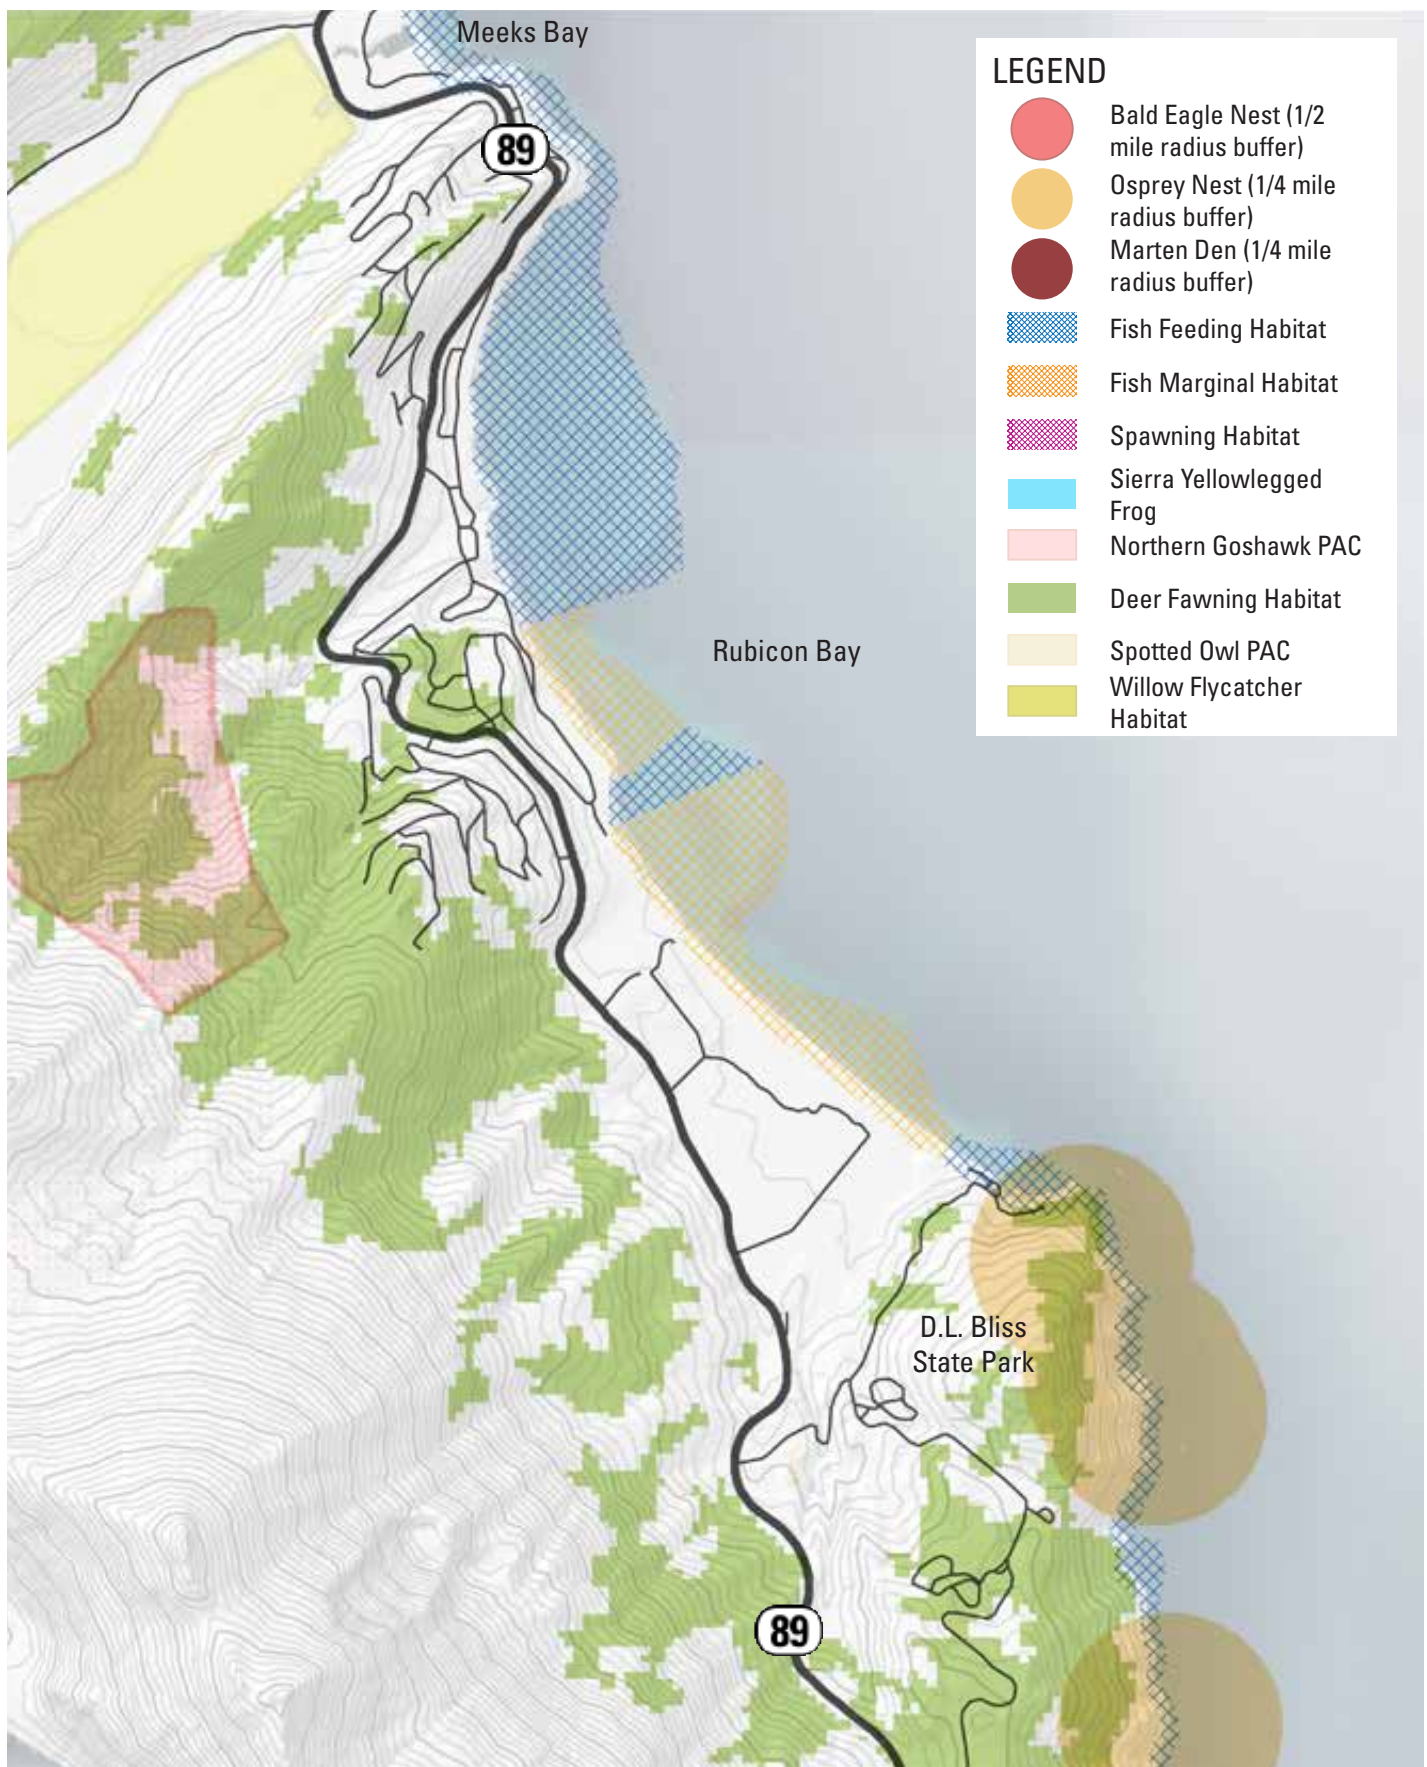 Meeks Bay
89
LEGEND
Bald Eagle Nest (1/2
mile radius buffer)
Osprey Nest (1/4 mile
radius buffer)
Marten Den (1/4 mile
radius buffer)
Fish Feeding Habitat
Fish Marginal Habitat
Spawning Habitat
Sierra Yellowlegged
Frog
Northern Goshawk PAC
Deer Fawning Habitat
Spotted Owl PAC
Willow Flycatcher
Habitat
Rubicon Bay
D.L. Bliss
State Park
89